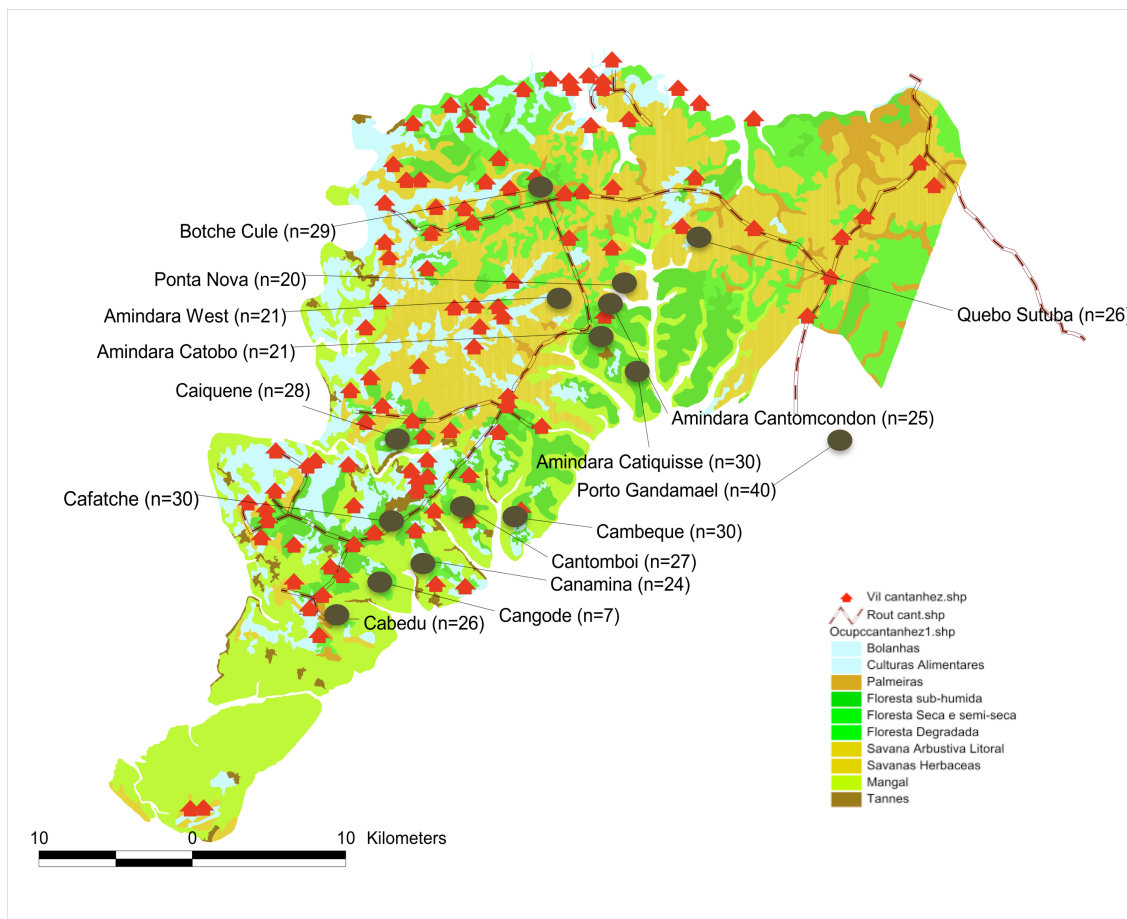 Botche Cule (n=29)
Ponta Nova (n=20)
Amindara West (n=21)
Quebo Sutuba (n=26)
Amindara Catobo (n=21)
Caiquene (n=28)
Amindara Cantomcondon (n=25)
Amindara Catiquisse (n=30)
Porto Gandamael (n=40)
Cafatche (n=30)
Cambeque (n=30)
Cantomboi (n=27)
Canamina (n=24)
Cangode (n=7)
Cabedu (n=26)
Vil cantanhez.shp
Rout cant.shp
Ocupccantanhez1.shp
Bolanhas
Culturas Alimentares
Palmeiras
Floresta sub-humida
Floresta Seca e semi-seca
Floresta Degradada
Savana Arbustiva Litoral
Savanas Herbaceas
Mangal
Tannes
10 0 10 Kilometers